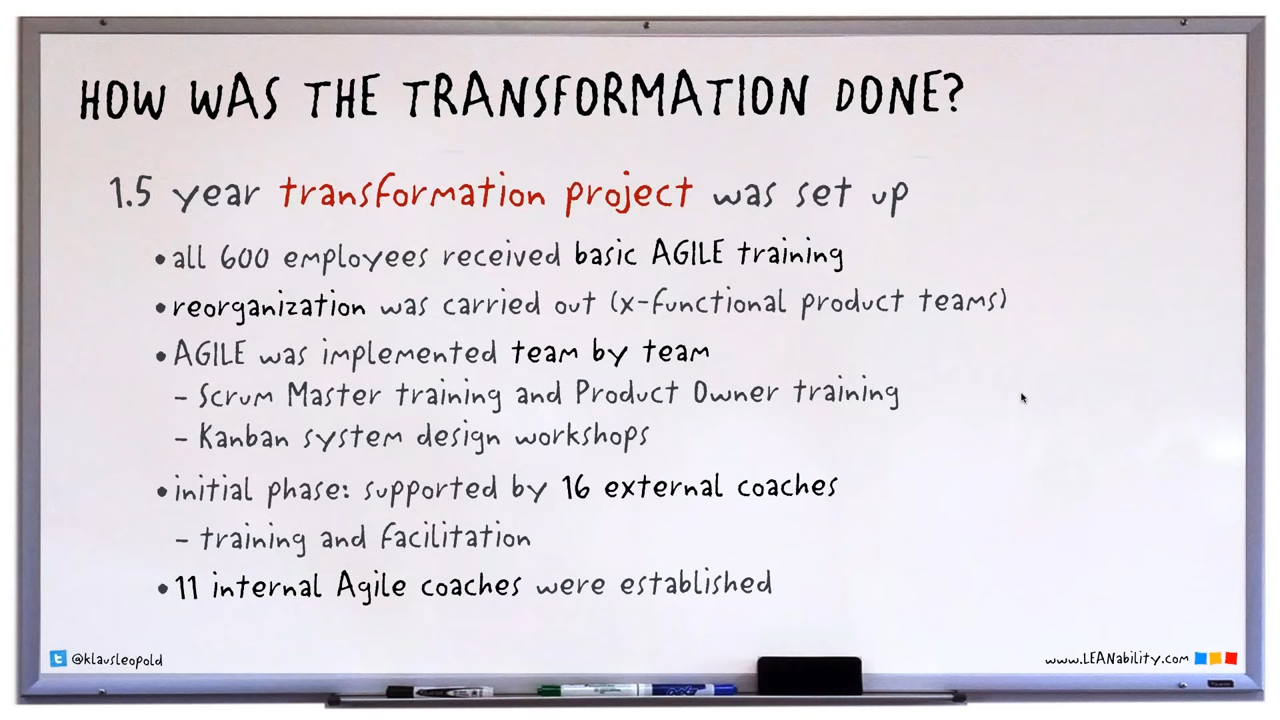 HOW WAS THE TRANSFORMATION DONE?
1.5 year transformation project was set up
• all 600 employees received basic AGILE training
• reorganization was carried out (x-functional product teams)
• AGILE was implemented team by team
- Scrum Master training and Product Owner training
- Kanban system design workshops
• initial phase: supported by 16 external coaches
- training and facilitation
• 11 internal Agile coaches were established
@klausleopold
www.LEANability.com